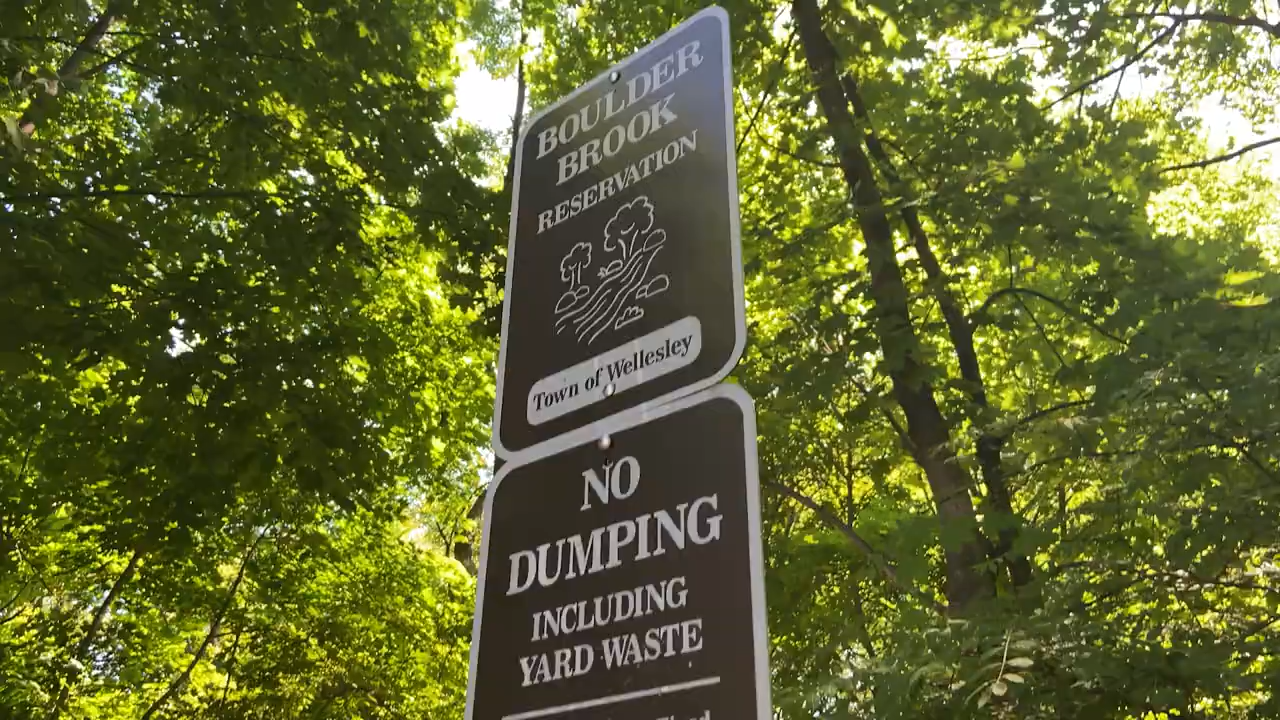 BOULDER
BROOK
RESERVATION
Town of Wellesley
NO
DUMPING
INCLUDING
YARD WASTE